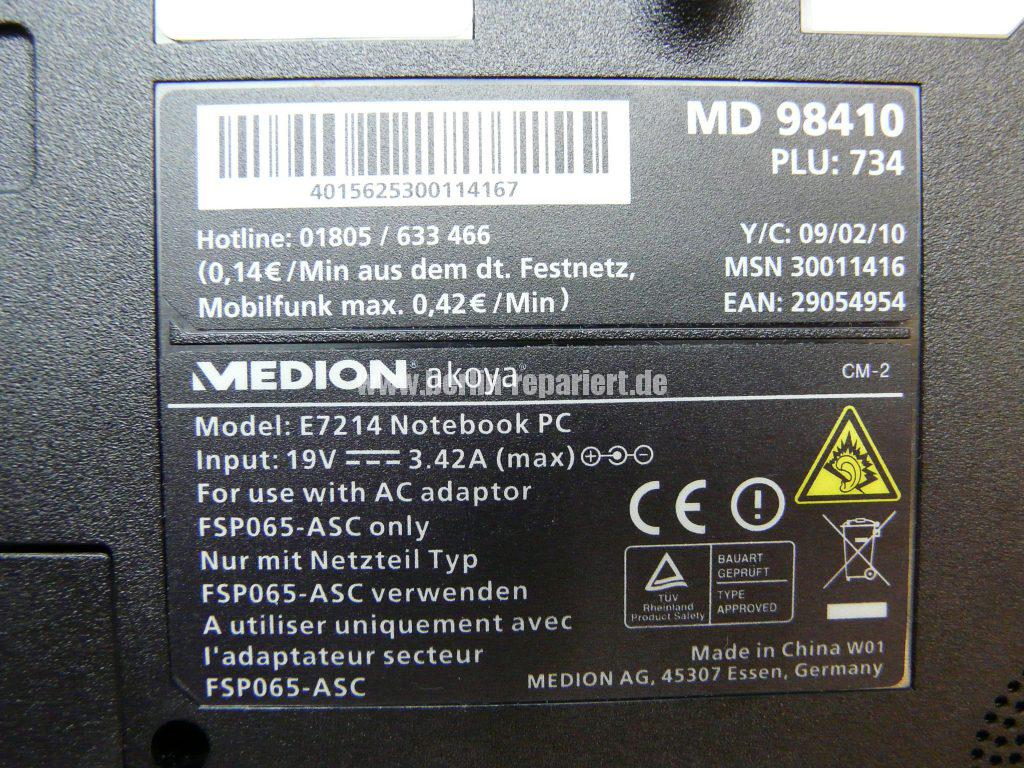 4015625300114167
MD 98410
PLU: 734
Hotline: 01805 / 633 466
(0,14€/Min aus dem dt. Festnetz,
Mobilfunk max. 0,42€/Min)
Y/C: 09/02/10
MSN 30011416
EAN: 29054954
MEDION akoya
www.berlin-repariert.de
CM-2
Model: E7214 Notebook PC
Input: 19V 3.42A (max)
For use with AC adaptor
FSP065-ASC only
Nur mit Netzteil Typ
FSP065-ASC verwenden
A utiliser uniquement avec
l'adaptateur secteur
FSP065-ASC
CE
TÜV
Rheinland
Product Safety
BAUART
GEPRÜFT
TYPE
APPROVED
Made in China W01
MEDION AG, 45307 Essen, Germany